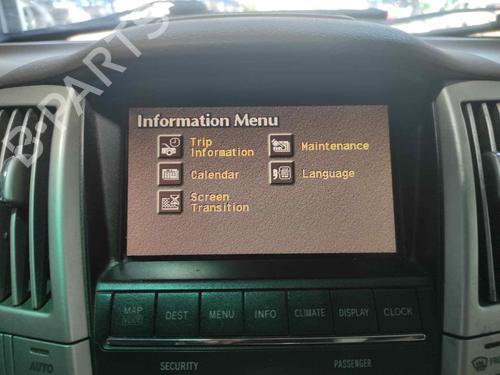 B-PARTS
B-PARTS
Information Menu
Trip
Information
Maintenance
Calendar
Language
Screen
Transition
MAP
DEST
MENU
INFO
CLIMATE
DISPLAY
CLOCK
AUTO
SECURITY
PASSENGER